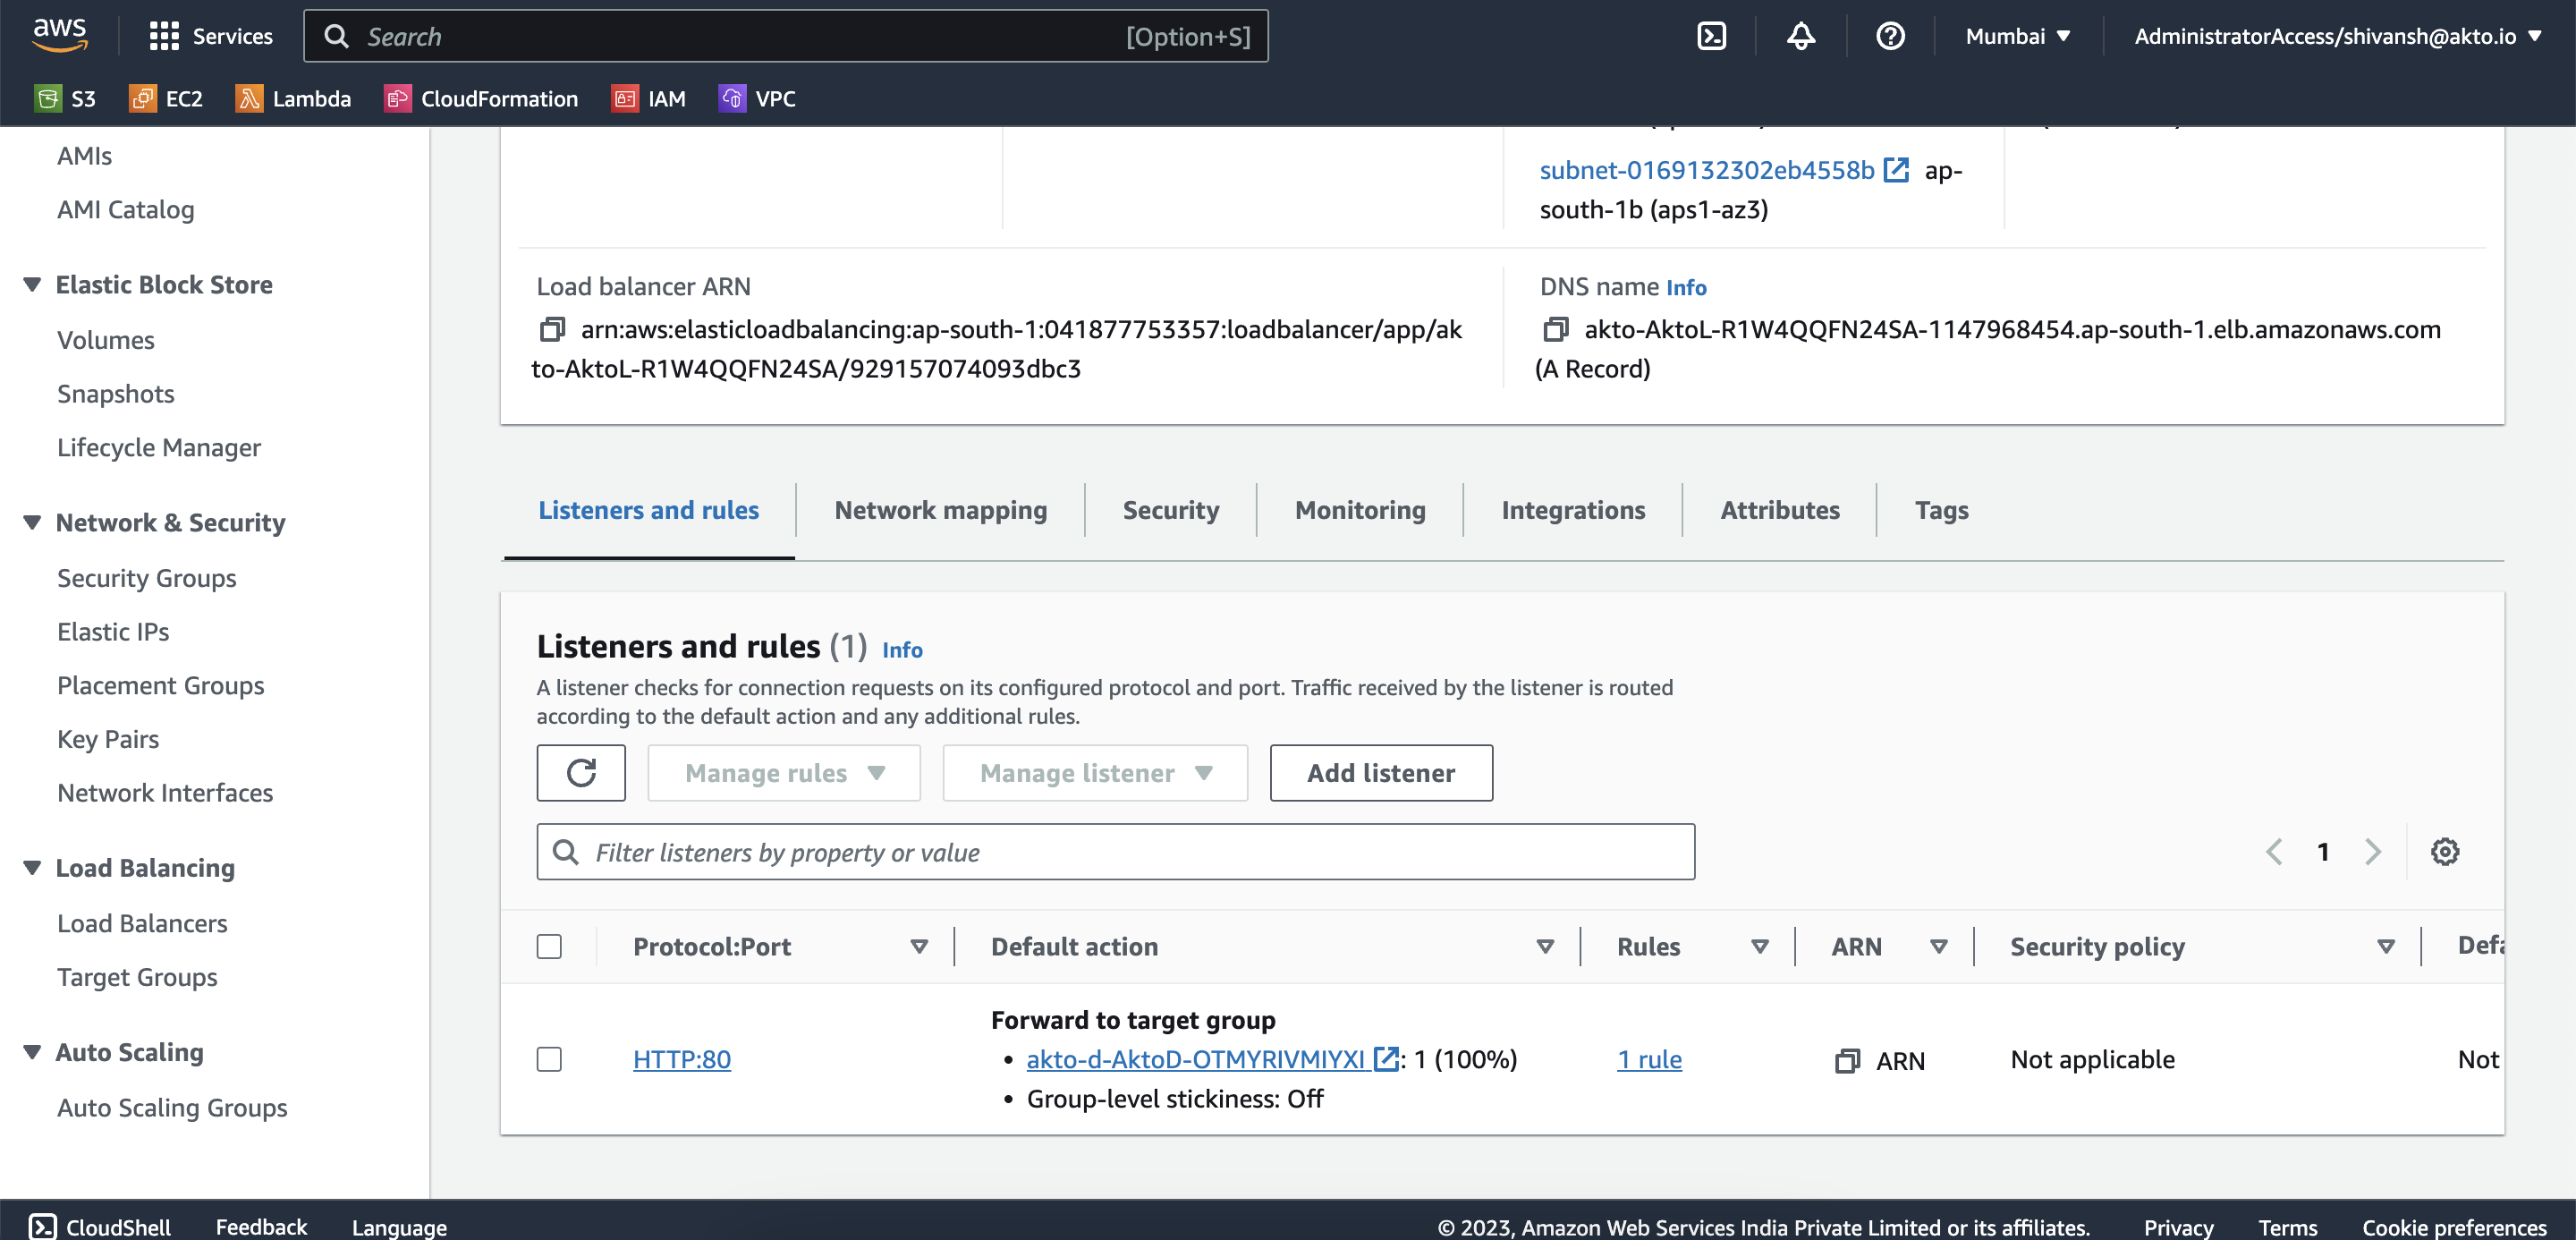 aws
Services
Search
[Option+S]
Mumbai
AdministratorAccess/shivansh@akto.io
S3
EC2
Lambda
CloudFormation
IAM
VPC
AMIs
AMI Catalog
Elastic Block Store
Volumes
Snapshots
Lifecycle Manager
Network & Security
Security Groups
Elastic IPs
Placement Groups
Key Pairs
Network Interfaces
Load Balancing
Load Balancers
Target Groups
Auto Scaling
Auto Scaling Groups
subnet-0169132302eb4558b ap-
south-1b (aps1-az3)
Load balancer ARN
arn:aws:elasticloadbalancing:ap-south-1:041877753357:loadbalancer/app/ak
to-AktoL-R1W4QQFN24SA/929157074093dbc3
DNS name Info
akto-AktoL-R1W4QQFN24SA-1147968454.ap-south-1.elb.amazonaws.com
(A Record)
Listeners and rules
Network mapping
Security
Monitoring
Integrations
Attributes
Tags
Listeners and rules (1) Info
A listener checks for connection requests on its configured protocol and port. Traffic received by the listener is routed
according to the default action and any additional rules.
Manage rules
Manage listener
Add listener
Filter listeners by property or value
1
Protocol:Port
Default action
Rules
ARN
Security policy
HTTP:80
Forward to target group
• akto-d-AktoD-OTMYRIVMIYXI : 1 (100%)
• Group-level stickiness: Off
1 rule
ARN
Not applicable
Not
CloudShell
Feedback
Language
© 2023, Amazon Web Services India Private Limited or its affiliates.
Privacy
Terms
Cookie preferences